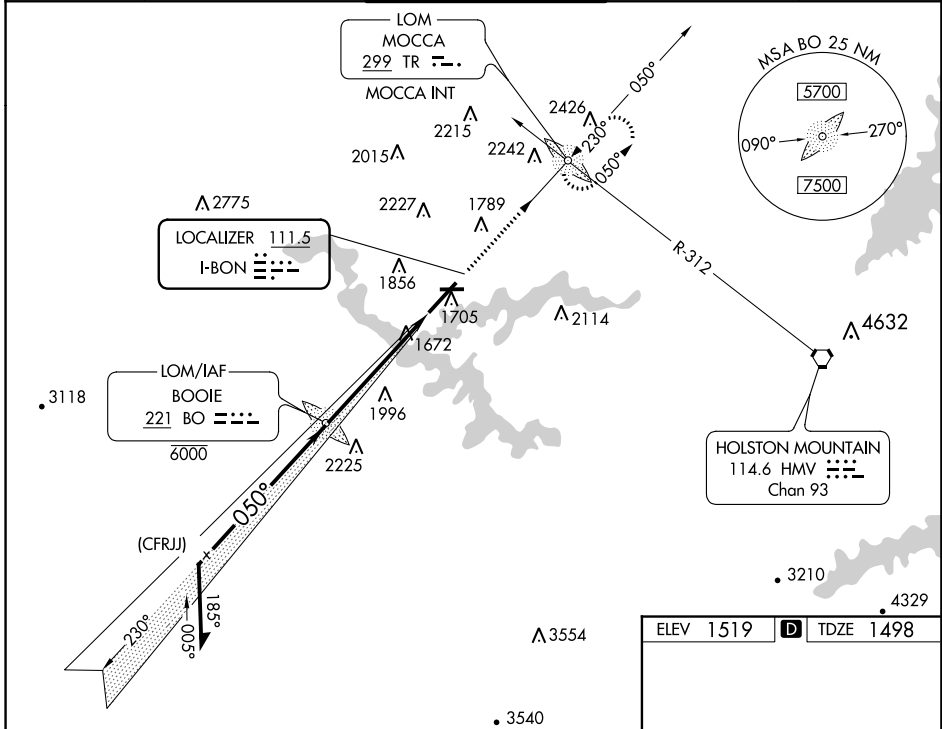 LOM
MOCCA
299 TR
MOCCA INT
MSA BO 25 NM
5700
090°
270°
7500
050°
2426
230°
050°
2215
2242
2015
2775
2227
1789
LOCALIZER 111.5
I-BON
1856
R-312
1705
2114
4632
1672
LOM/IAF
BOOIE
221 BO
6000
3118
1996
2225
HOLSTON MOUNTAIN
114.6 HMV
Chan 93
050°
(CFRJJ)
185°
005°
230°
3210
4329
3554
3540
ELEV 1519 D TDZE 1498